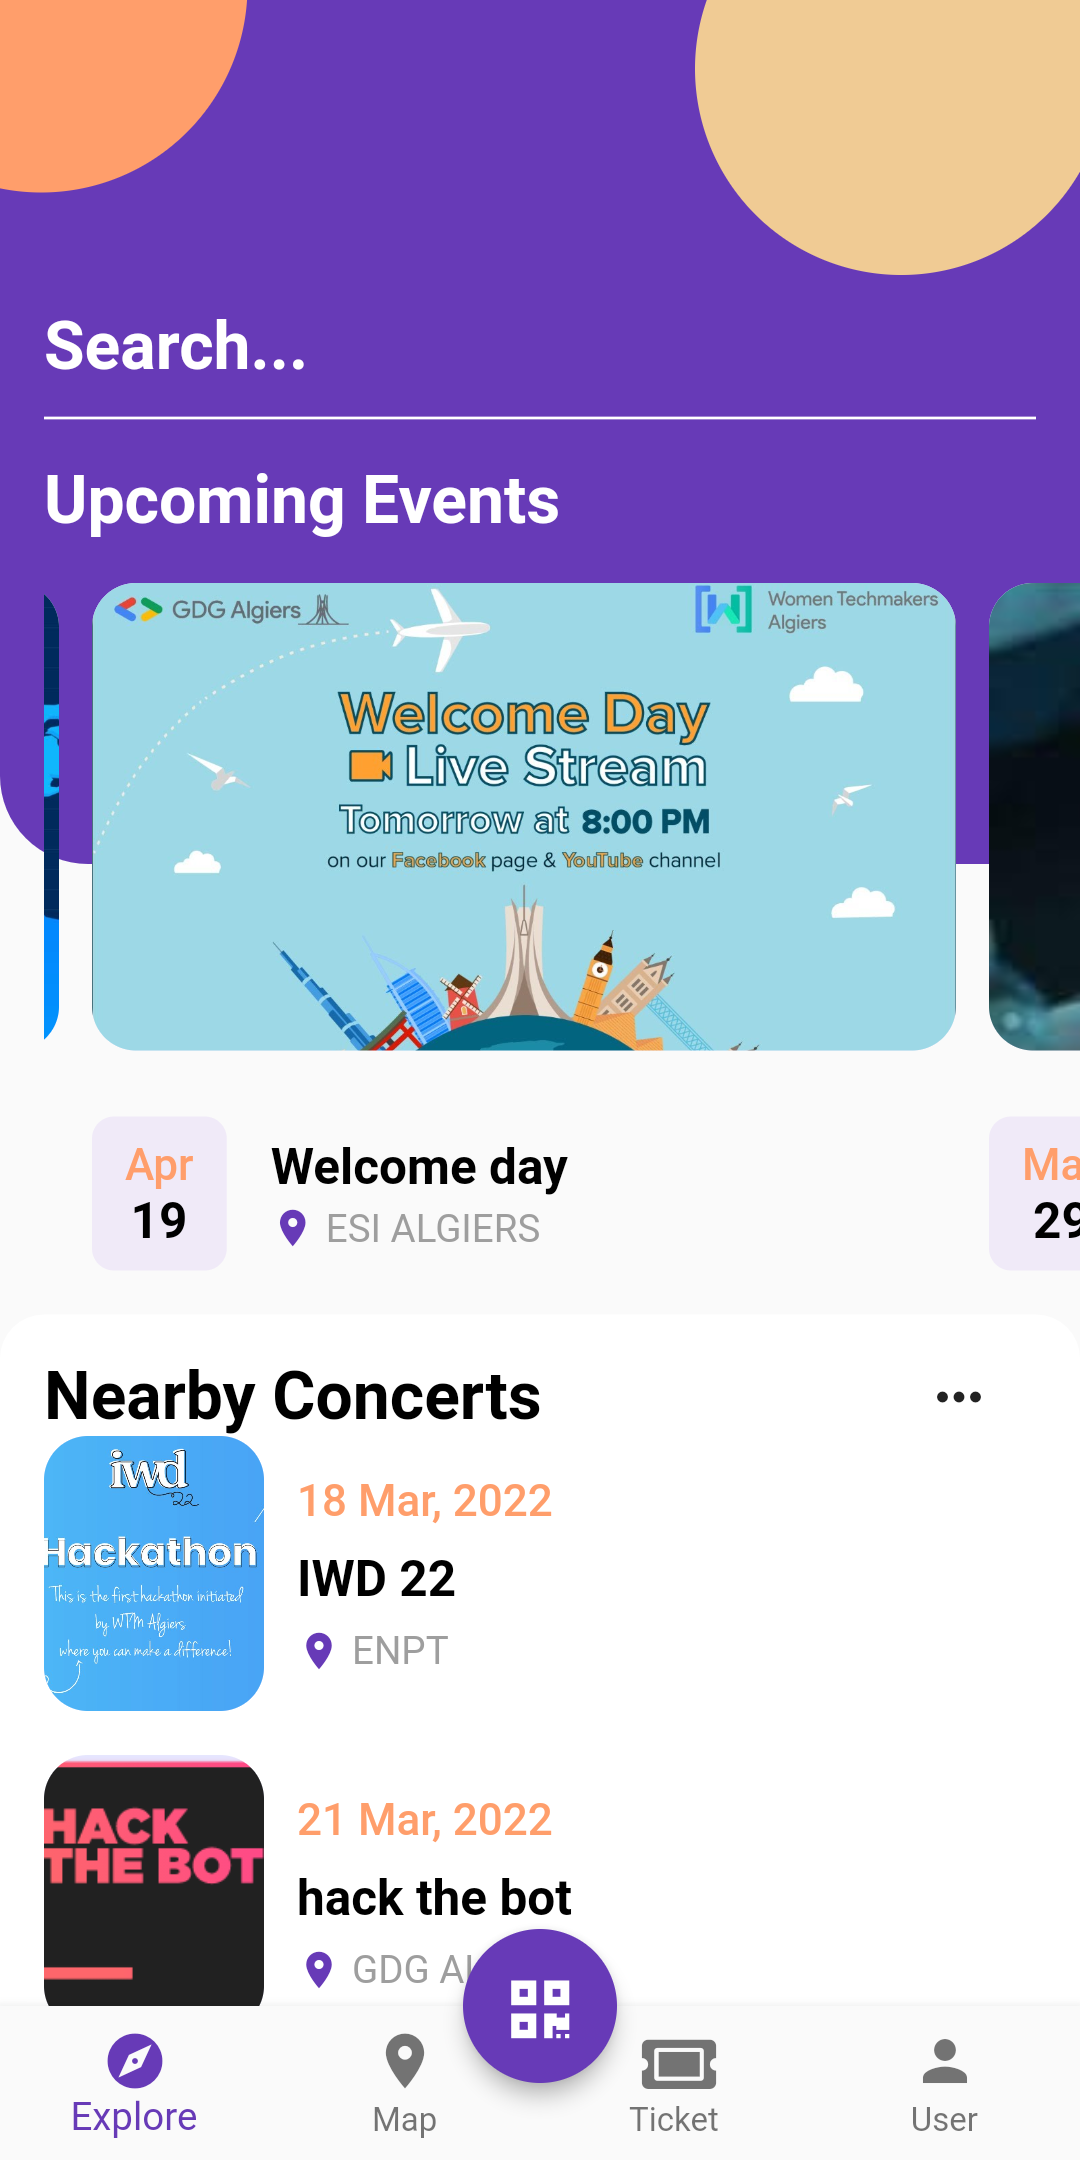 Search...
Upcoming Events
GDG Algiers
Women Techmakers
Algiers
Welcome Day
Live Stream
Tomorrow at 8:00 PM
on our Facebook page & YouTube channel
Apr
19
Welcome day
ESI ALGIERS
Ma
29
Nearby Concerts
iwd
22
Hackathon
This is the first hackathon initiated
by WTM Algiers
where you can make a difference!
18 Mar, 2022
IWD 22
ENPT
HACK
THE BOT
21 Mar, 2022
hack the bot
GDG Al
Explore
Map
Ticket
User